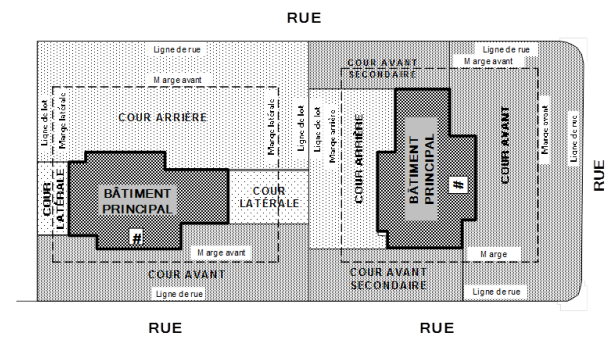 RUE
Ligne de rue
Marge avant
COUR ARRIÈRE
Ligne de lot
Marge latérale
Marge latérale
Ligne de lot
COUR
LATÉRALE
BÂTIMENT
PRINCIPAL
#
COUR
LATÉRALE
Marge avant
COUR AVANT
Ligne de rue
RUE
COUR AVANT
SECONDAIRE
Ligne de rue
Marge avant
Ligne de lot
Marge arrière
COUR ARRIÈRE
BÂTIMENT
PRINCIPAL
#
COUR AVANT
Marge avant
Ligne de rue
RUE
Marge
COUR AVANT
SECONDAIRE
Ligne de rue
RUE